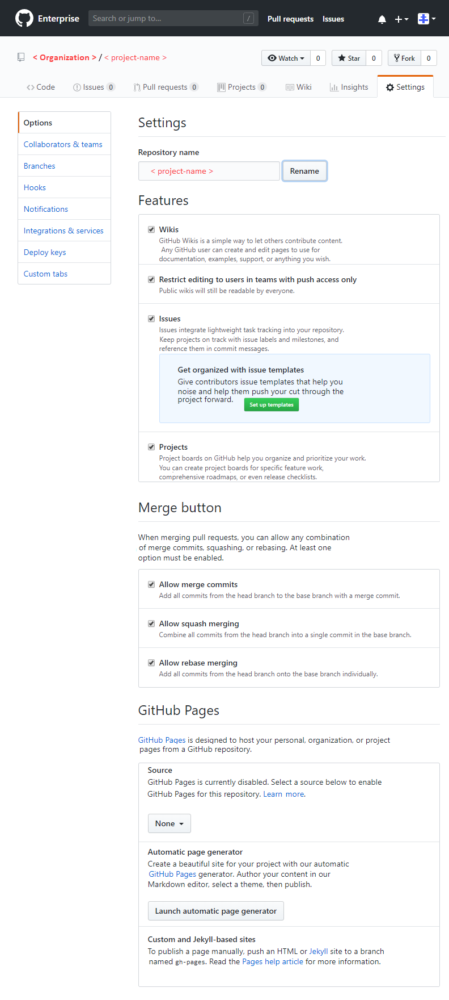 Enterprise Search or jump to... / Pull requests Issues
< Organization > / < project-name > Watch 0 Star 0 Fork 0
Code Issues 0 Pull requests 0 Projects 0 Wiki Insights Settings
Options
Collaborators & teams
Branches
Hooks
Notifications
Integrations & services
Deploy keys
Custom tabs
Settings
Repository name
< project-name > Rename
Features
Wikis
GitHub Wikis is a simple way to let others contribute content.
Any GitHub user can create and edit pages to use for
documentation, examples, support, or anything you wish.
Restrict editing to users in teams with push access only
Public wikis will still be readable by everyone.
Issues
Issues integrate lightweight task tracking into your repository.
Keep projects on track with issue labels and milestones, and
reference them in commit messages.
Get organized with issue templates
Give contributors issue templates that help you
noise and help them push your cut through the
project forward. Set up templates
Projects
Project boards on GitHub help you organize and prioritize your work.
You can create project boards for specific feature work,
comprehensive roadmaps, or even release checklists.
Merge button
When merging pull requests, you can allow any combination
of merge commits, squashing, or rebasing. At least one
option must be enabled.
Allow merge commits
Add all commits from the head branch to the base branch with a merge commit.
Allow squash merging
Combine all commits from the head branch into a single commit in the base branch.
Allow rebase merging
Add all commits from the head branch onto the base branch individually.
GitHub Pages
GitHub Pages is designed to host your personal, organization, or project
pages from a GitHub repository.
Source
GitHub Pages is currently disabled. Select a source below to enable
GitHub Pages for this repository. Learn more.
None
Automatic page generator
Create a beautiful site for your project with our automatic
GitHub Pages generator. Author your content in our
Markdown editor, select a theme, then publish.
Launch automatic page generator
Custom and Jekyll-based sites
To publish a page manually, push an HTML or Jekyll site to a branch
named gh-pages. Read the Pages help article for more information.